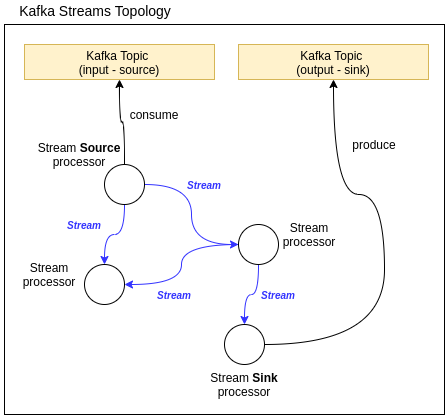 Kafka Streams Topology
Kafka Topic
(input - source)
Kafka Topic
(output - sink)
consume
Stream Source
processor
produce
Stream
Stream
Stream
processor
Stream
processor
Stream
Stream
Stream Sink
processor